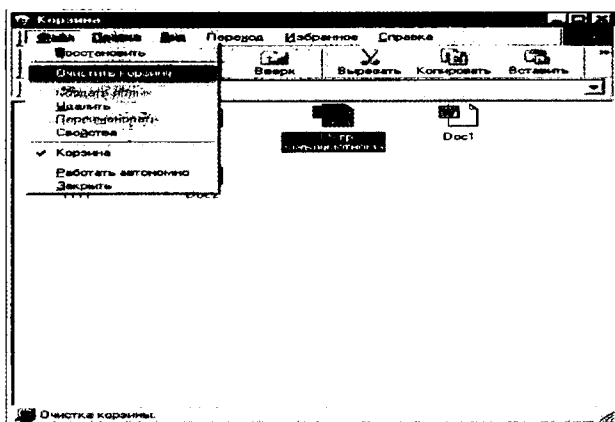 Корзина
Файл Правка Вид Переход Избранное Справка
Восстановить
Очистить корзину
Вверх Вырезать Копировать Вставить
Удалить
Переименовать
Свойства
Doc1
Корзина
Работать автономно
Закрыть
Doc2
Очистка корзины.